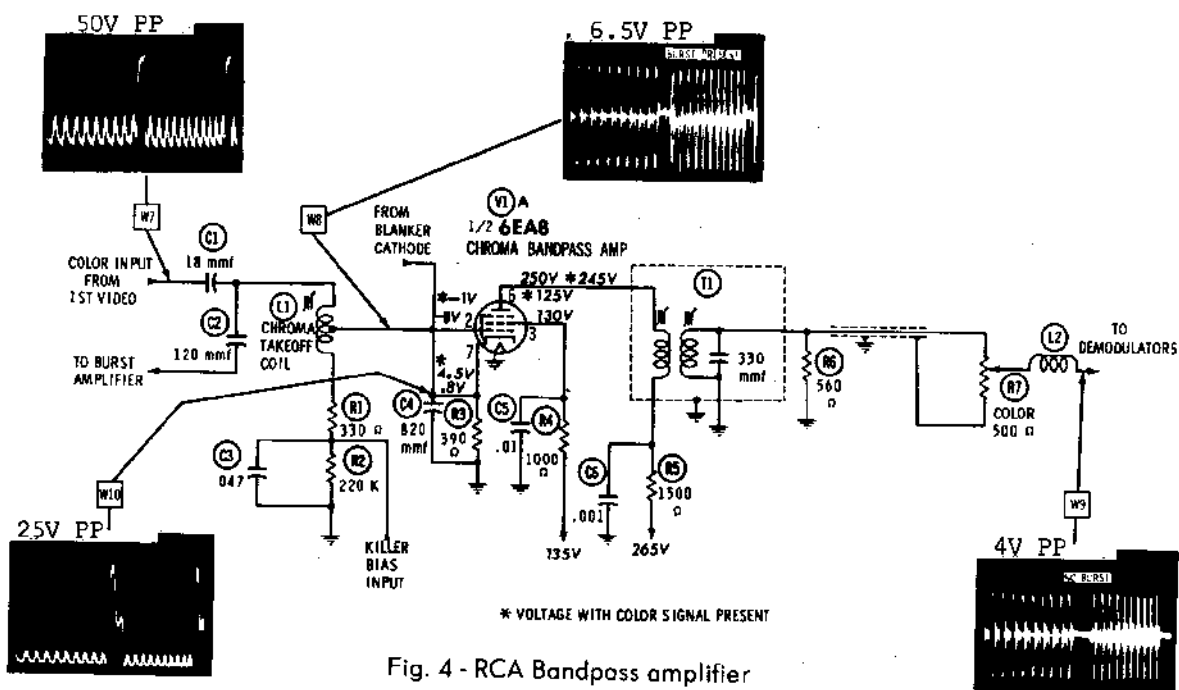 50V PP
6.5V PP
BURST PRESENT
W7
W8
C1
18 mmf
COLOR INPUT
FROM
1ST VIDEO
C2
120 mmf
TO BURST
AMPLIFIER
L1
CHROMA
TAKEOFF
COIL
FROM
BLANKER
CATHODE
V1 A
1/2 6EA8
CHROMA BANDPASS AMP
250V *245V
6 *125V
130V
*-1V
2
3
7
*
4.5V
.8V
C4
820
mmf
R3
390
Ω
C5
.01
R4
1000
Ω
135V
T1
330
mmf
C6
.001
R5
1500
Ω
265V
R6
560
Ω
R7
COLOR
500 Ω
L2
TO
DEMODULATORS
R1
330 Ω
C3
047
R2
220 K
KILLER
BIAS
INPUT
W10
25V PP
W9
4V PP
BURST
* VOLTAGE WITH COLOR SIGNAL PRESENT
Fig. 4 - RCA Bandpass amplifier